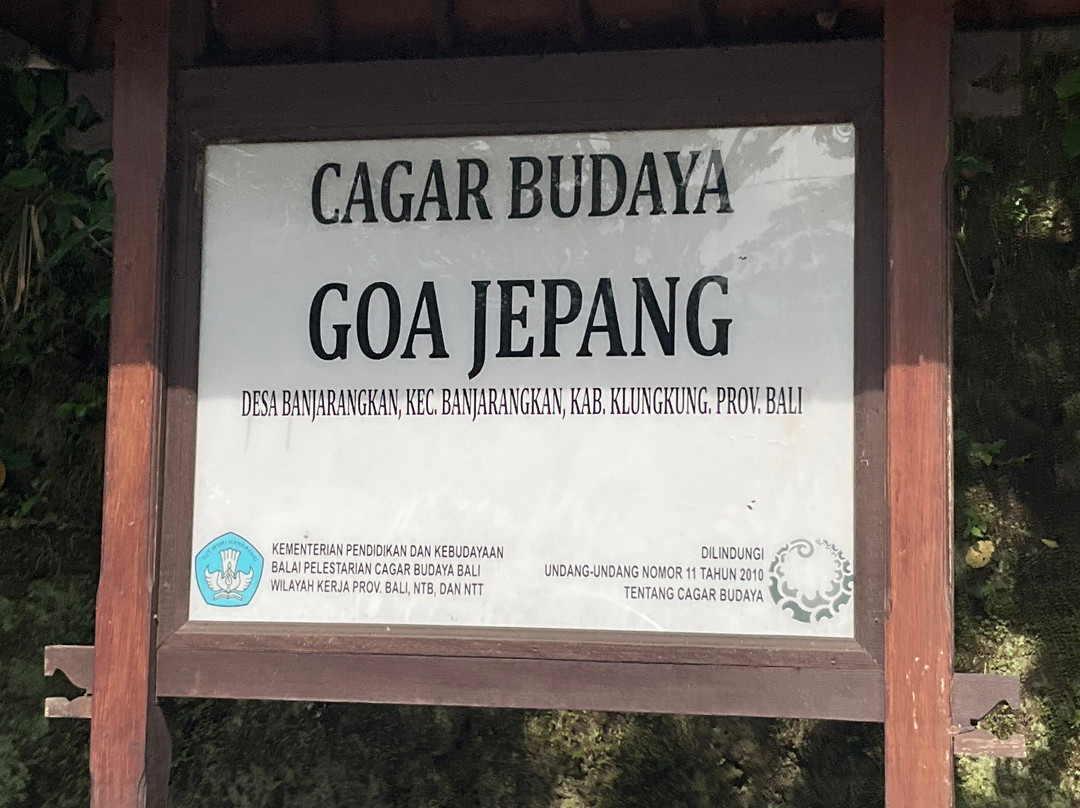 CAGAR BUDAYA
GOA JEPANG
DESA BANJARANGKAN, KEC. BANJARANGKAN, KAB. KLUNGKUNG. PROV. BALI
KEMENTERIAN PENDIDIKAN DAN KEBUDAYAAN
BALAI PELESTARIAN CAGAR BUDAYA BALI
WILAYAH KERJA PROV. BALI, NTB, DAN NTT
DILINDUNGI
UNDANG-UNDANG NOMOR 11 TAHUN 2010
TENTANG CAGAR BUDAYA